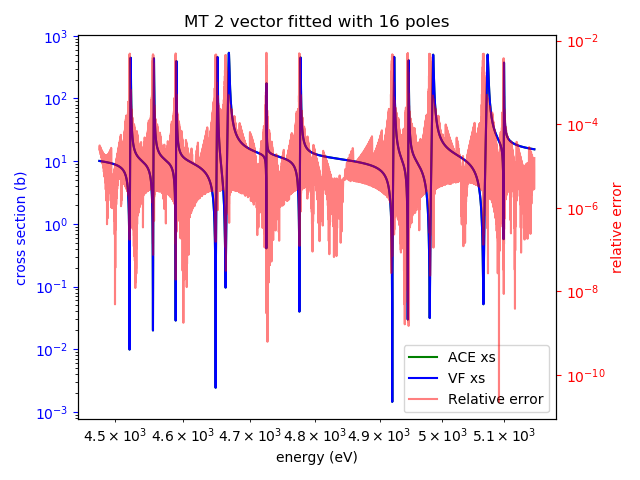 MT 2 vector fitted with 16 poles
cross section (b)
10³
10²
10¹
10⁰
10⁻¹
10⁻²
10⁻³
10⁻²
10⁻⁴
10⁻⁶
10⁻⁸
10⁻¹⁰
relative error
ACE xs
VF xs
Relative error
4.5 × 10³ 4.6 × 10³ 4.7 × 10³ 4.8 × 10³ 4.9 × 10³ 5 × 10³ 5.1 × 10³
energy (eV)